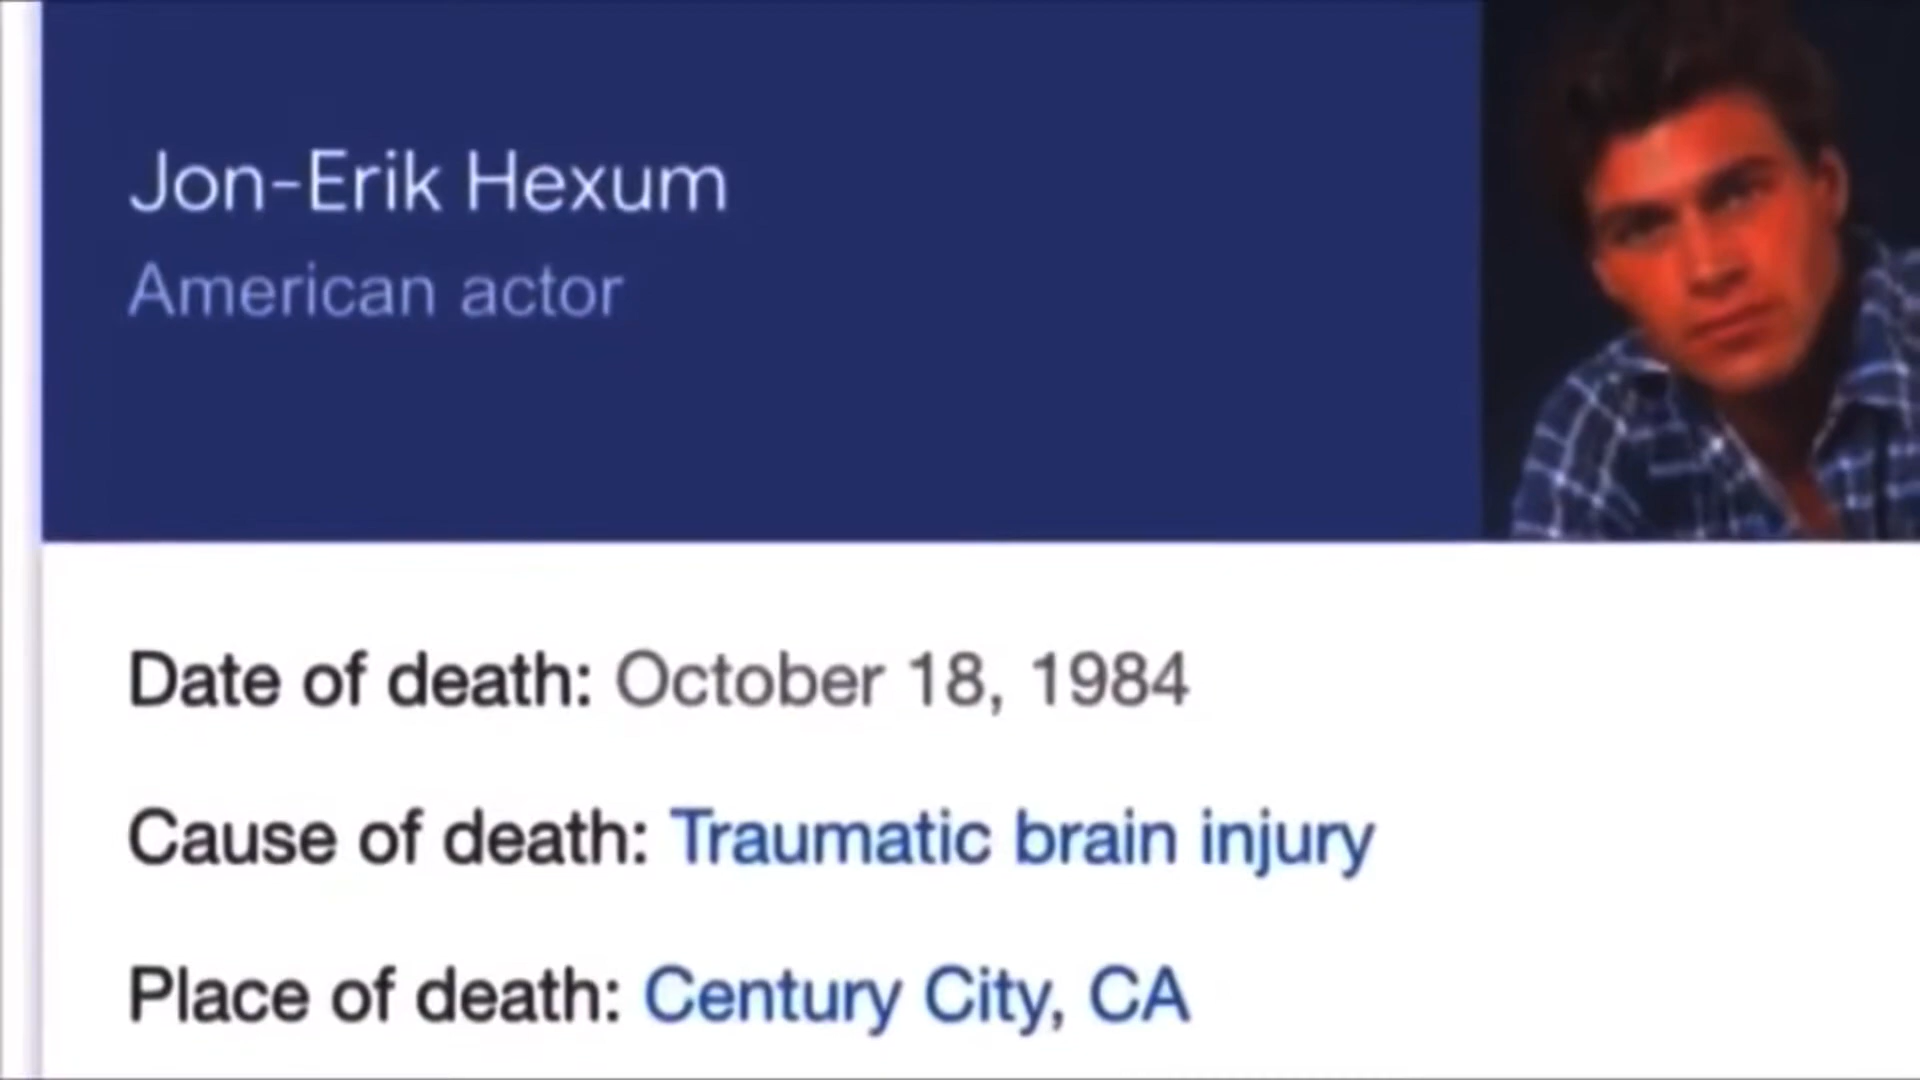 Jon-Erik Hexum
American actor
Date of death: October 18, 1984
Cause of death: Traumatic brain injury
Place of death: Century City, CA